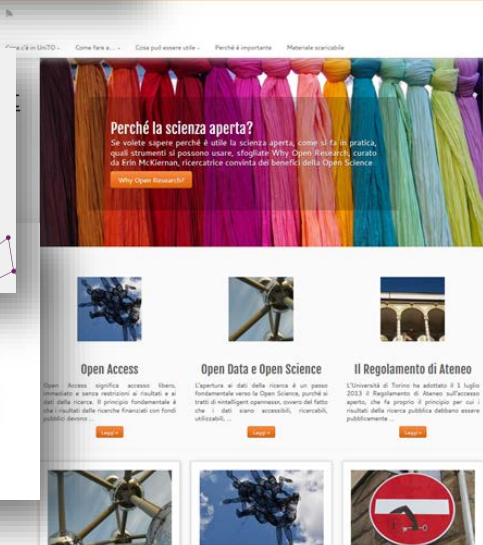 Come fare a...
Cosa può essere utile
Perché è importante
Materiale scaricabile
Perché la scienza aperta?
Se volete sapere perché è utile la scienza aperta, come si fa in pratica,
quali strumenti si possono usare, sfogliate Why Open Research, curato
da Erin McKiernan, ricercatrice convinta dei benefici della Open Science
Why Open Research?
Open Access
Open Access significa accesso libero,
immediato e senza restrizioni ai risultati e ai
dati della ricerca. Il principio fondamentale è
che i risultati delle ricerche finanziati con fondi
pubblici devono ...
Leggi »
Open Data e Open Science
L'apertura ai dati della ricerca è un passo
fondamentale verso la Open Science, purché si
tratti di «intelligent openness», ovvero del fatto
che i dati siano accessibili, ricercabili,
utilizzabili, ...
Leggi »
Il Regolamento di Ateneo
L'Università di Torino ha adottato il 1 luglio
2013 il Regolamento di Ateneo sull'accesso
aperto, che fa proprio il principio per cui i
risultati della ricerca pubblica debbano essere
pubblicamente ...
Leggi »